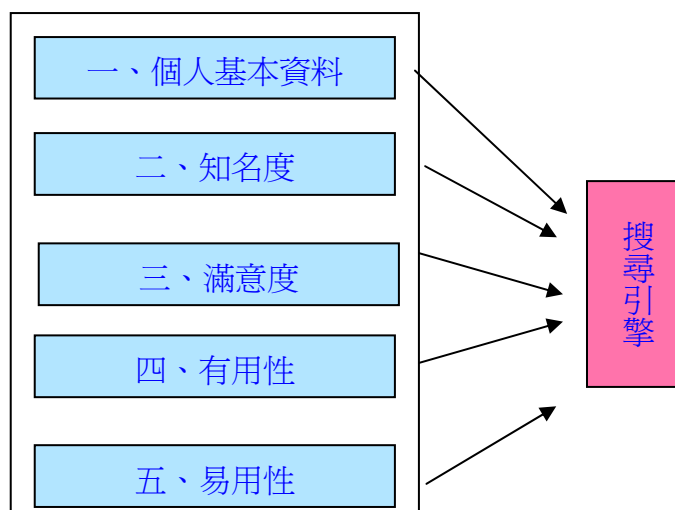 一、個人基本資料
二、知名度
三、滿意度
四、有用性
五、易用性
搜尋引擎